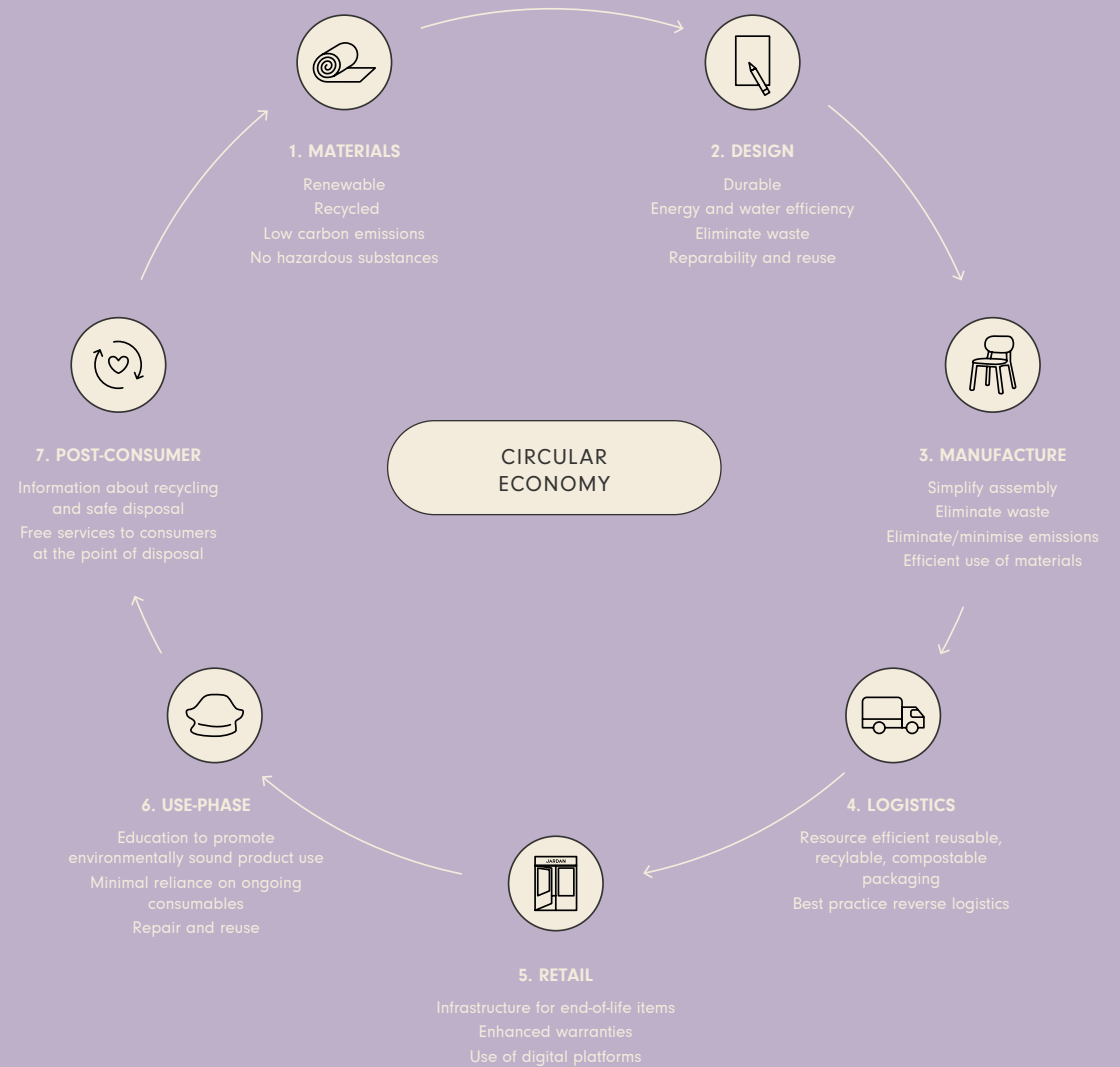 1. MATERIALS
Renewable
Recycled
Low carbon emissions
No hazardous substances
2. DESIGN
Durable
Energy and water efficiency
Eliminate waste
Reparability and reuse
7. POST-CONSUMER
Information about recycling
and safe disposal
Free services to consumers
at the point of disposal
CIRCULAR
ECONOMY
3. MANUFACTURE
Simplify assembly
Eliminate waste
Eliminate/minimise emissions
Efficient use of materials
6. USE-PHASE
Education to promote
environmentally sound product use
Minimal reliance on ongoing
consumables
Repair and reuse
4. LOGISTICS
Resource efficient reusable,
recylable, compostable
packaging
Best practice reverse logistics
JARDAN
5. RETAIL
Infrastructure for end-of-life items
Enhanced warranties
Use of digital platforms